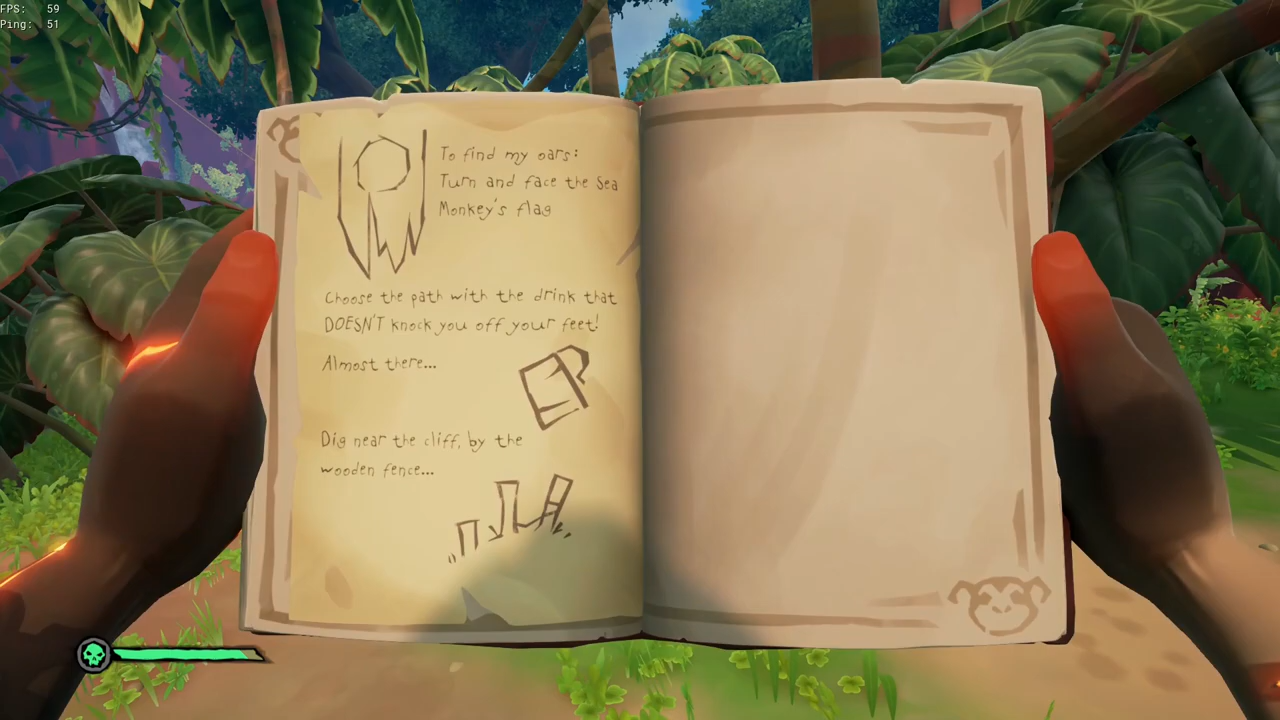 FPS: 59
Ping: 51
To find my oars:
Turn and face the Sea
Monkey's flag
Choose the path with the drink that
DOESN'T knock you off your feet!
Almost there...
Dig near the cliff, by the
wooden fence...